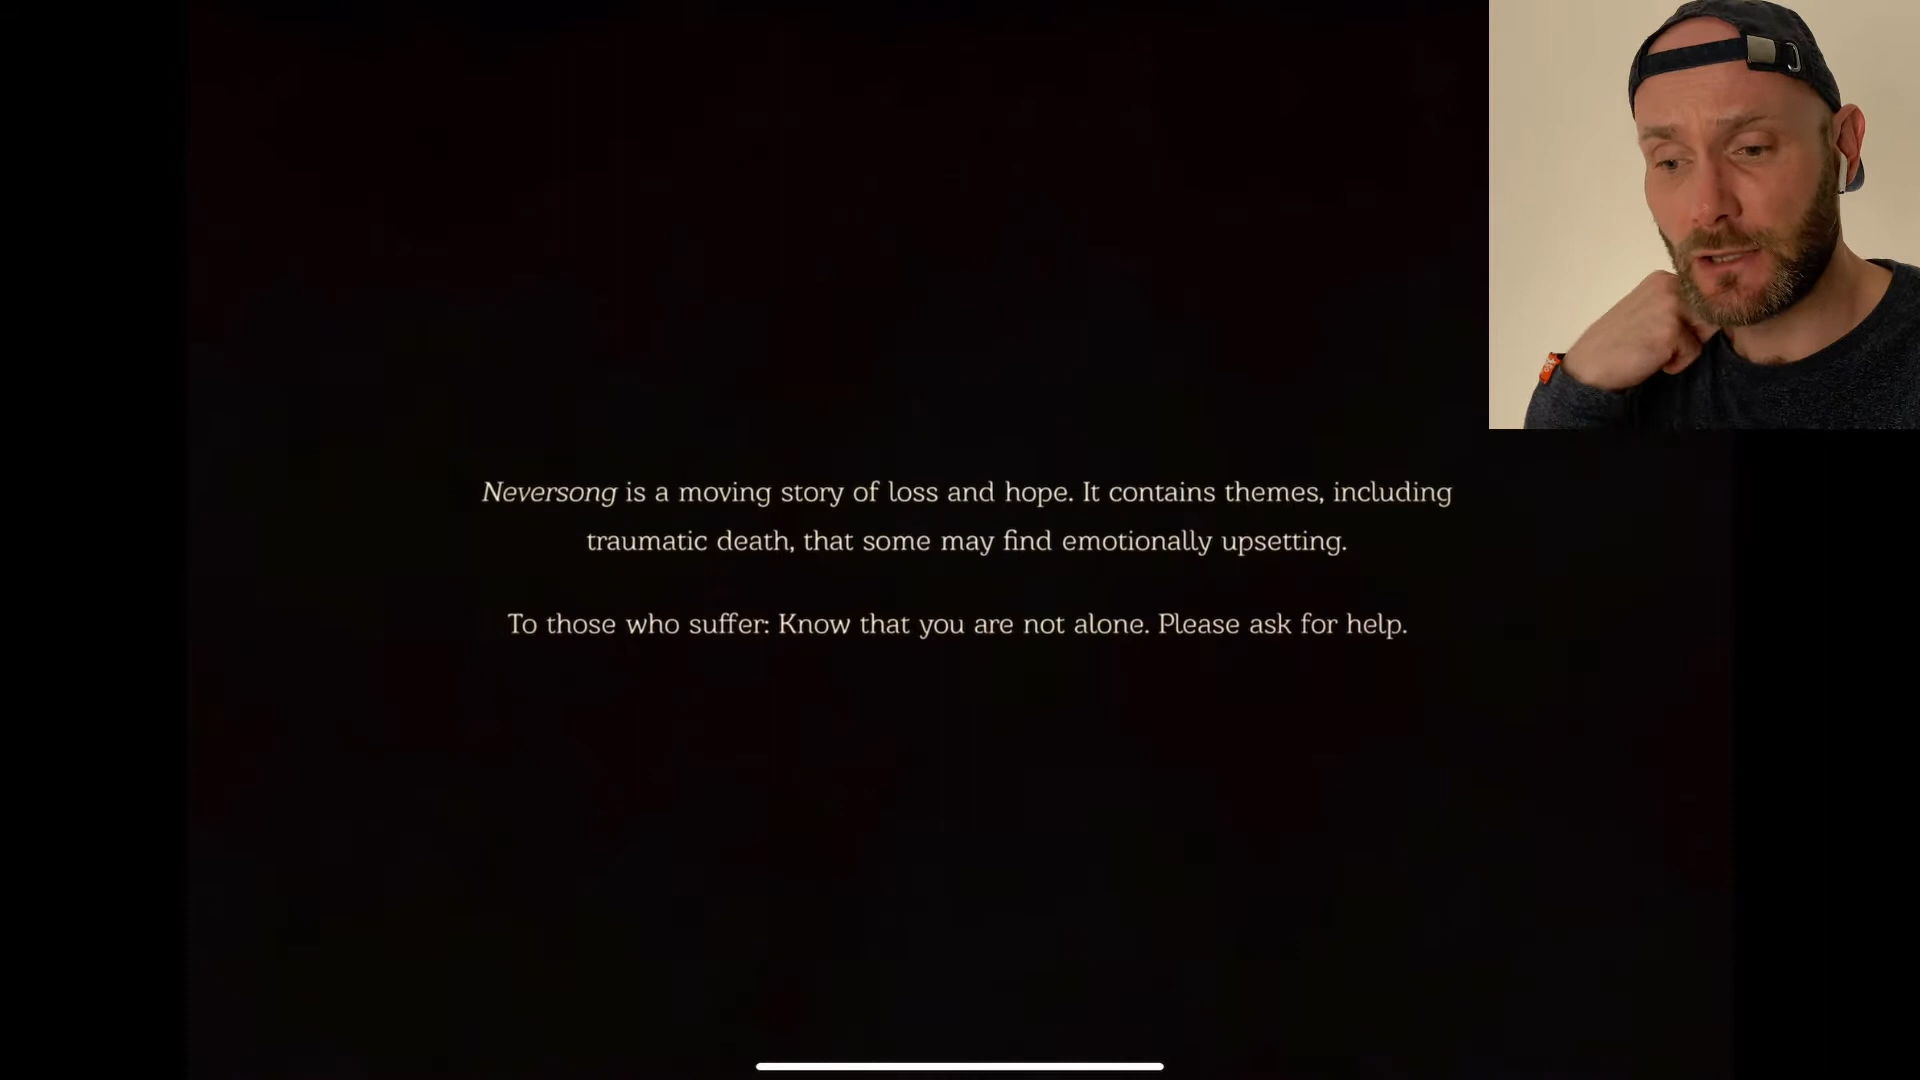 Neversong is a moving story of loss and hope. It contains themes, including
traumatic death, that some may find emotionally upsetting.
To those who suffer: Know that you are not alone. Please ask for help.